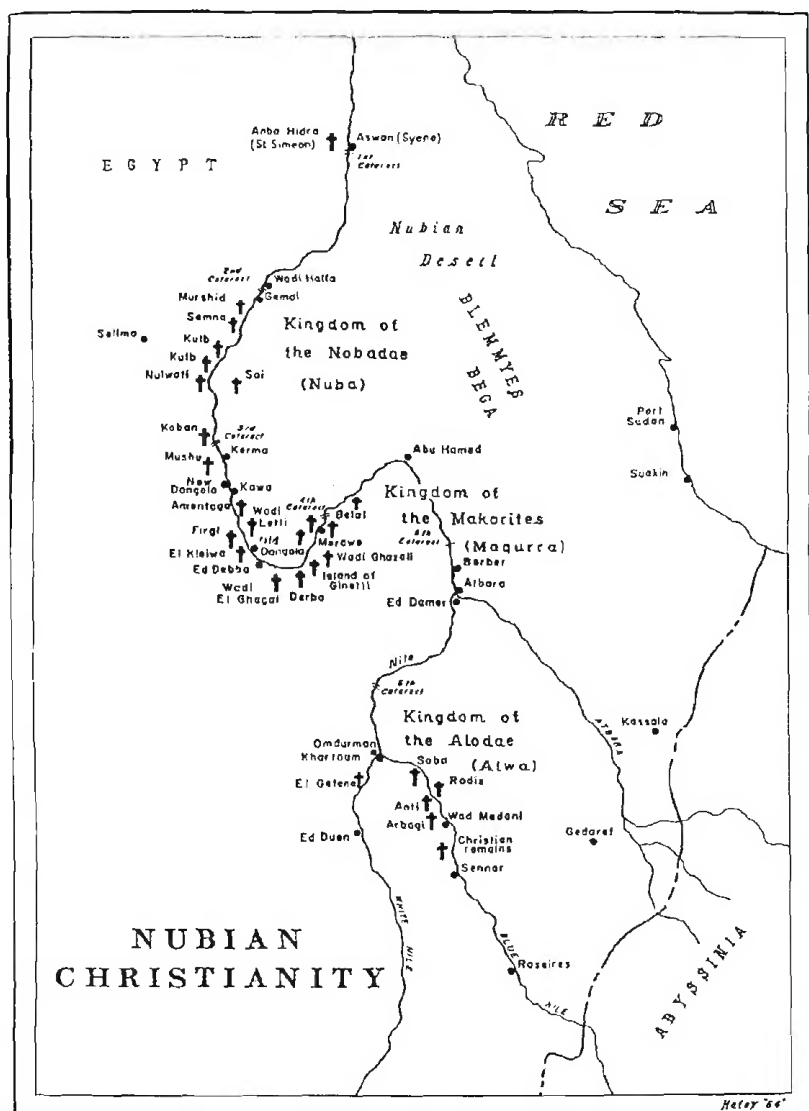 RED
SEA
EGYPT
Anba Hidra
(St Simeon)
Aswan (Syene)
1st
Cataract
Nubian
Desert
2nd
Cataract
Wadi Halfa
Gemai
Murshid
Semna
Selima
Kulb
Kulb
Nulwati
Sai
Kingdom of
the Nobadae
(Nuba)
BLEMMYES
BEGA
Port
Sudan
Suakin
Koban
3rd
Cataract
Kerma
Mushu
New
Dongola
Kawa
Amentogo
Wadi
Letti
Firgi
Old
Dongola
El Kleiwa
Ed Debba
Wadi
El Ghaçai
Derba
Island of
Wadi Ghazali
Merowe
4th
Cataract
Belal
Abu Hamed
Kingdom of
the Makorites
(Maqurra)
5th
Cataract
Berber
Atbara
Ed Damer
Nile
6th
Cataract
Kingdom of
the Alodae
(Alwa)
ATBARA
Kassala
Omdurman
Khartoum
Soba
Rodis
El Getena
Anti
Arbagi
Wad Medani
Christian
remains
Ed Duen
Sennar
Gedaref
WHITE NILE
BLUE
NILE
Roseires
ABYSSINIA
NUBIAN
CHRISTIANITY